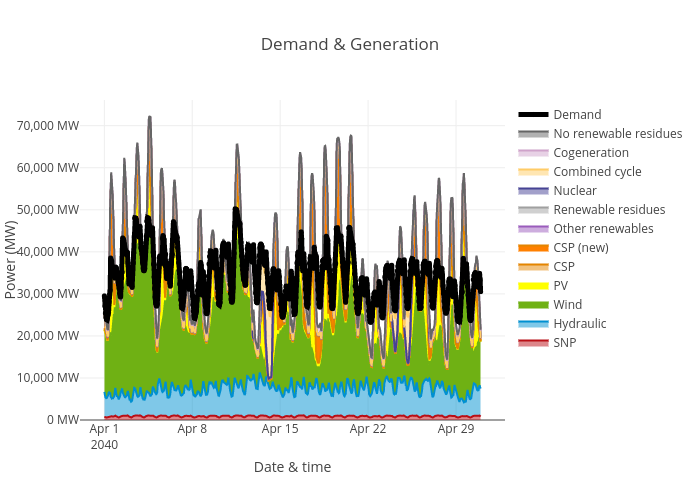 Demand & Generation
Power (MW)
70,000 MW
60,000 MW
50,000 MW
40,000 MW
30,000 MW
20,000 MW
10,000 MW
0 MW
Apr 1
2040
Apr 8
Apr 15
Apr 22
Apr 29
Date & time
Demand
No renewable residues
Cogeneration
Combined cycle
Nuclear
Renewable residues
Other renewables
CSP (new)
CSP
PV
Wind
Hydraulic
SNP